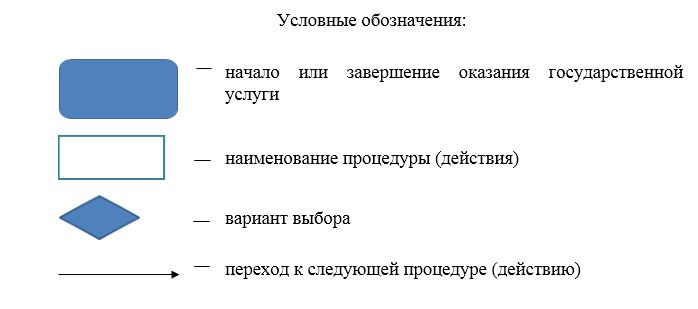 Условные обозначения:
— начало или завершение оказания государственной
услуги
— наименование процедуры (действия)
— вариант выбора
— переход к следующей процедуре (действию)